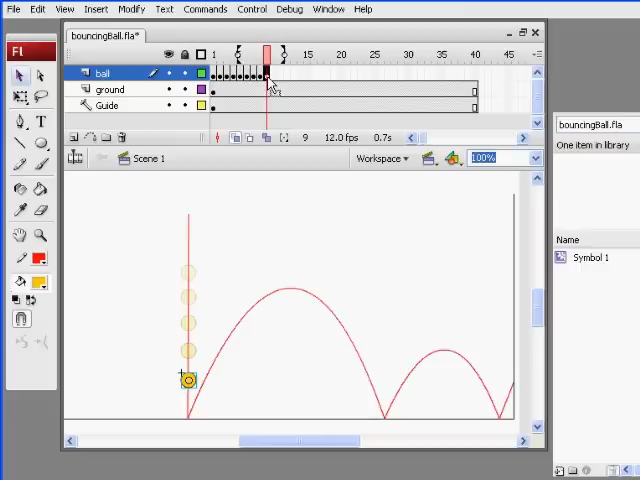 File Edit View Insert Modify Text Commands Control Debug Window Help
Fl
bouncingBall.fla*
1 15 20 25 30 35 40 45
ball
ground
Guide
9 12.0 fps 0.7s
Scene 1 Workspace 100%
bouncingBall.fla
One item in library
Name
Symbol 1
T